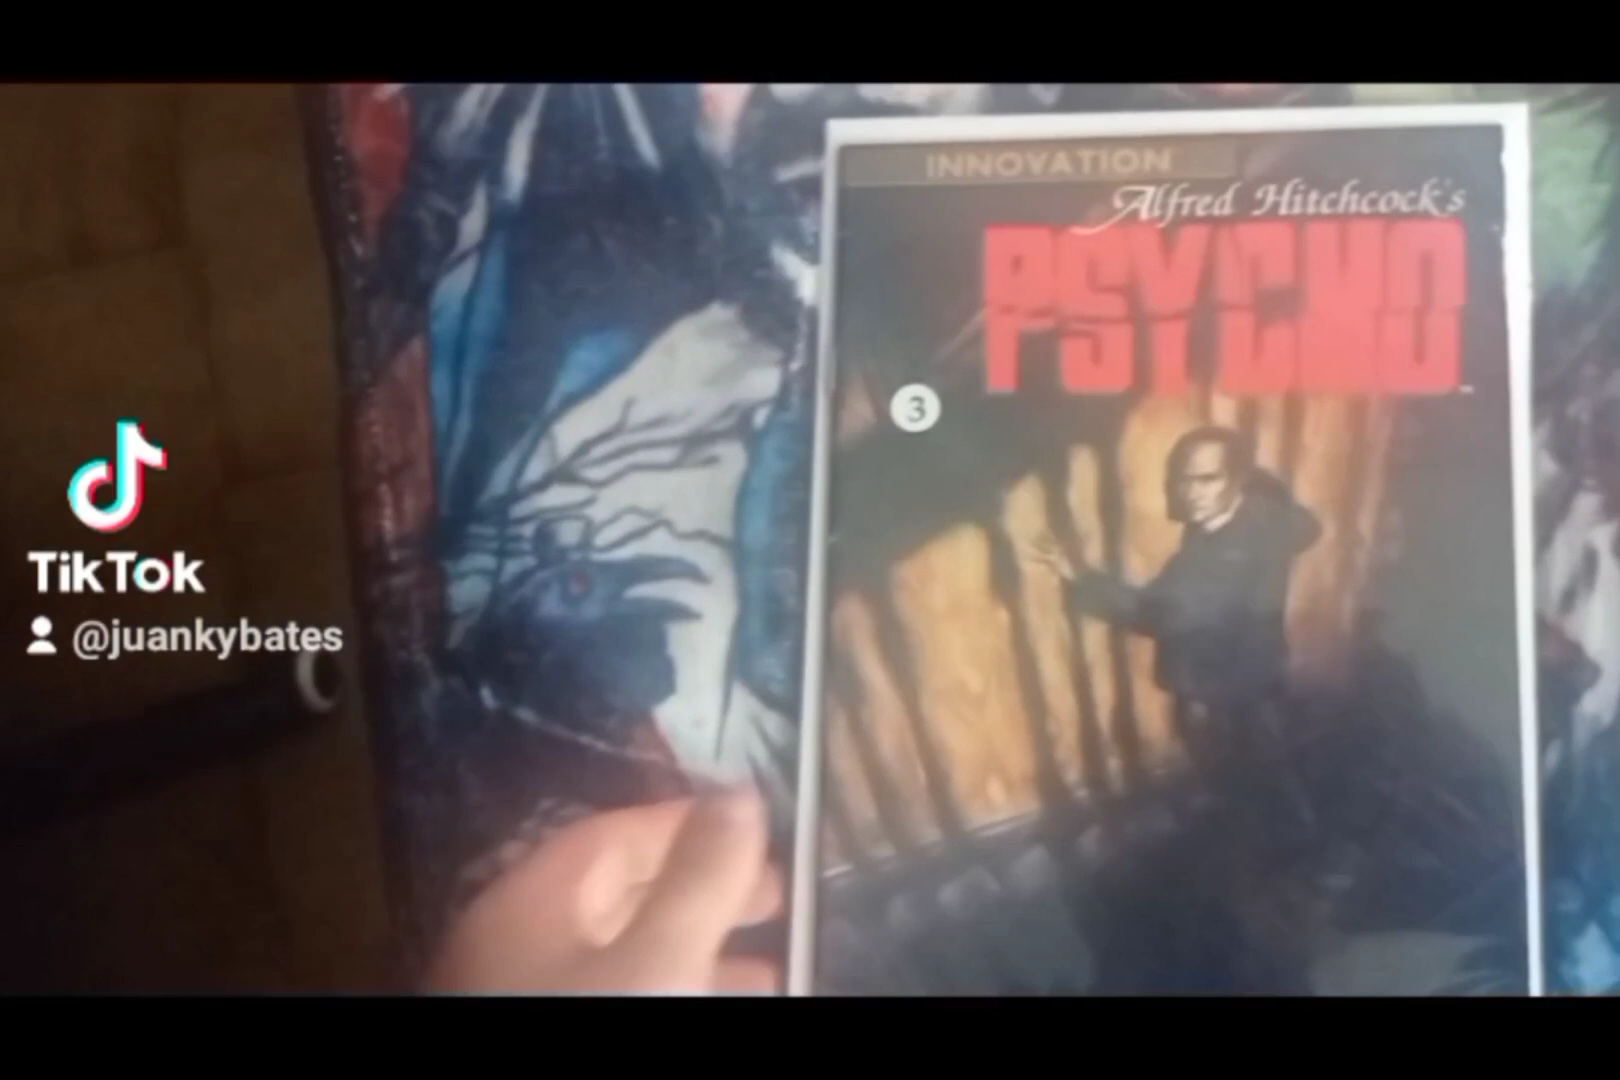 INNOVATION
Alfred Hitchcock's
PSYCHO
3
TikTok
@juankybates